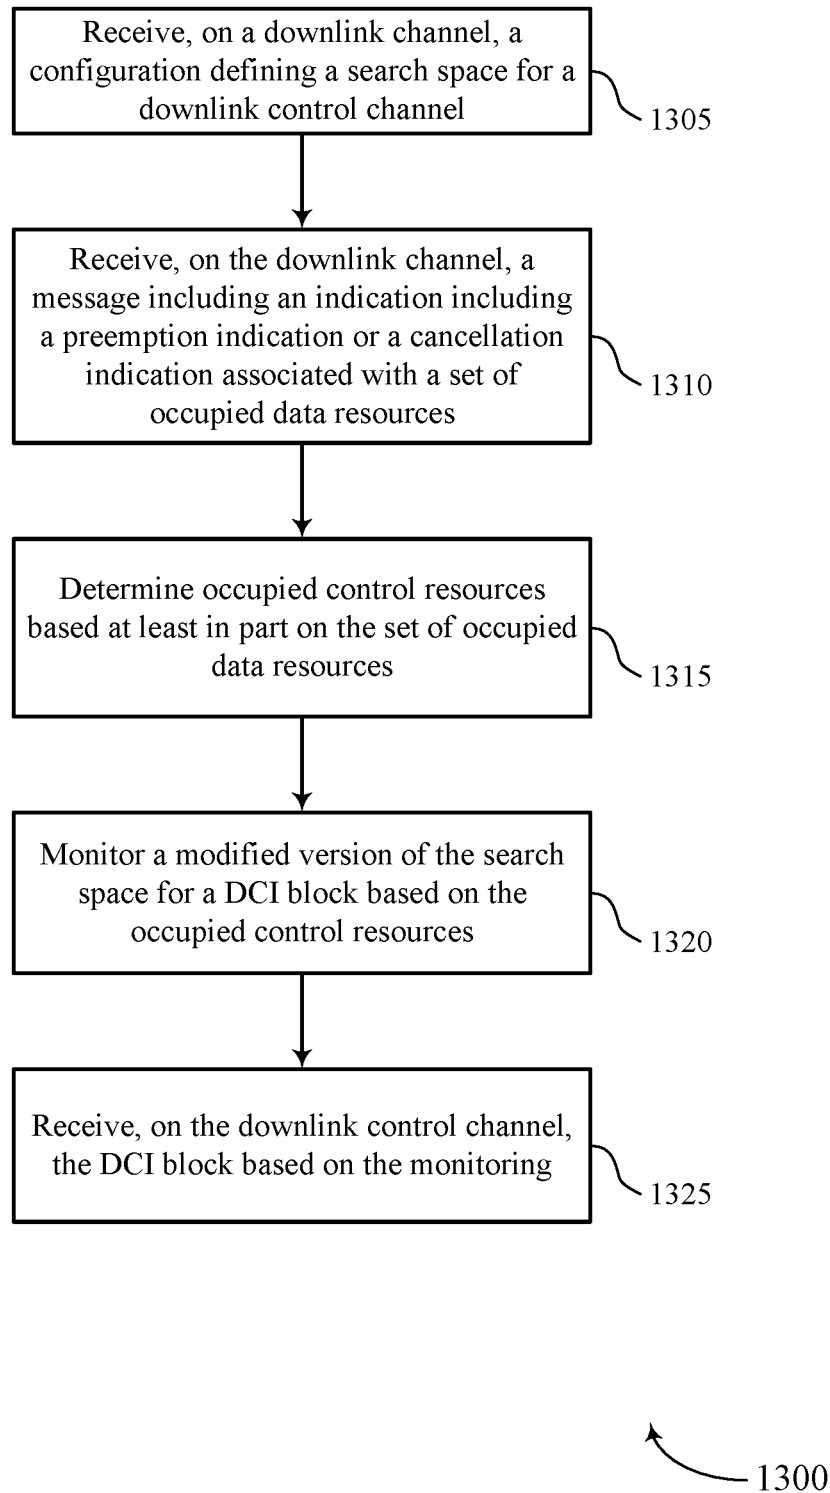 Receive, on a downlink channel, a
configuration defining a search space for a
downlink control channel
1305
Receive, on the downlink channel, a
message including an indication including
a preemption indication or a cancellation
indication associated with a set of
occupied data resources
1310
Determine occupied control resources
based at least in part on the set of occupied
data resources
1315
Monitor a modified version of the search
space for a DCI block based on the
occupied control resources
1320
Receive, on the downlink control channel,
the DCI block based on the monitoring
1325
1300